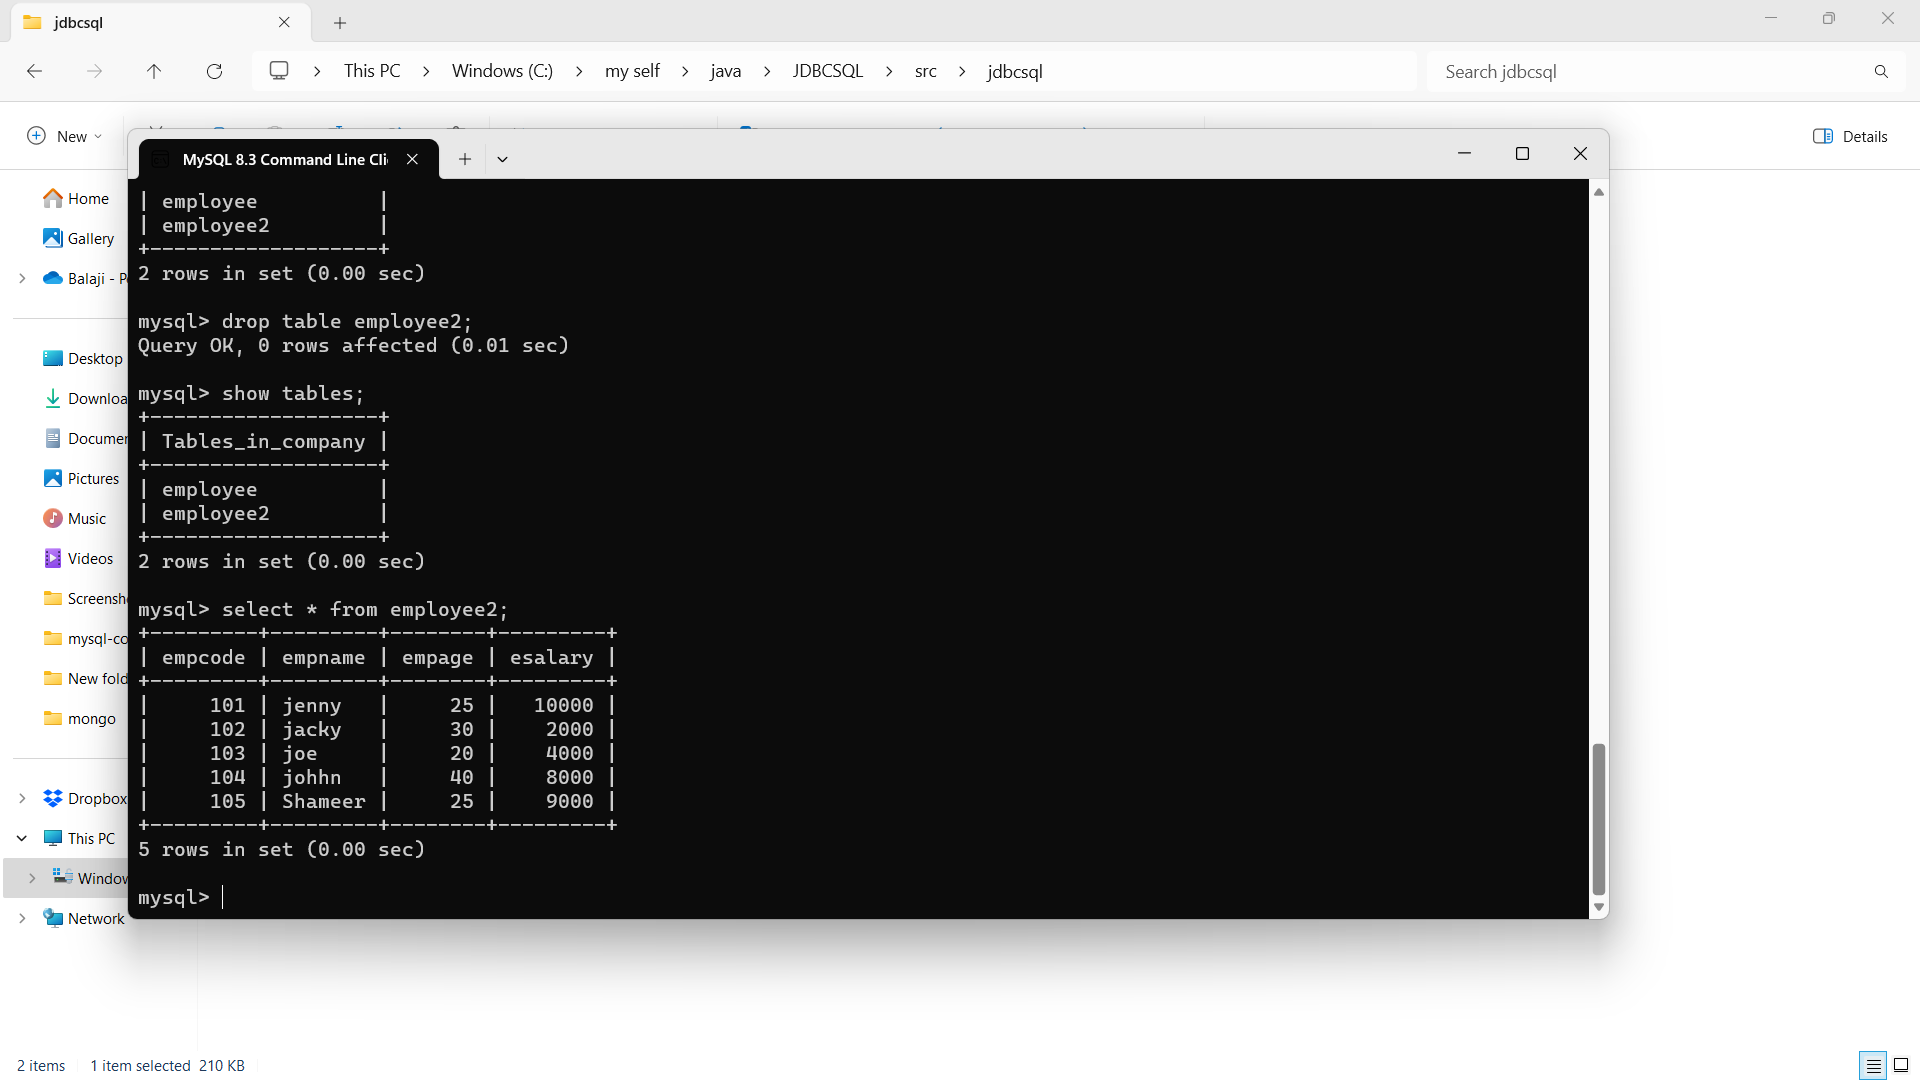 jdbcsql
This PC > Windows (C:) > my self > java > JDBCSQL > src > jdbcsql
Search jdbcsql
New
Details
MySQL 8.3 Command Line Cli
Home
Gallery
Balaji - Pe
Desktop
Downloa
Documen
Pictures
Music
Videos
Screensho
mysql-co
New fold
mongo
Dropbox
This PC
Window
Network
| employee          |
| employee2         |
+-------------------+
2 rows in set (0.00 sec)
mysql> drop table employee2;
Query OK, 0 rows affected (0.01 sec)
mysql> show tables;
+-------------------+
| Tables_in_company |
+-------------------+
| employee          |
| employee2         |
+-------------------+
2 rows in set (0.00 sec)
mysql> select * from employee2;
+---------+---------+--------+---------+
| empcode | empname | empage | esalary |
+---------+---------+--------+---------+
|     101 | jenny   |     25 |   10000 |
|     102 | jacky   |     30 |    2000 |
|     103 | joe     |     20 |    4000 |
|     104 | johhn   |     40 |    8000 |
|     105 | Shameer |     25 |    9000 |
+---------+---------+--------+---------+
5 rows in set (0.00 sec)
mysql>
2 items 1 item selected 210 KB